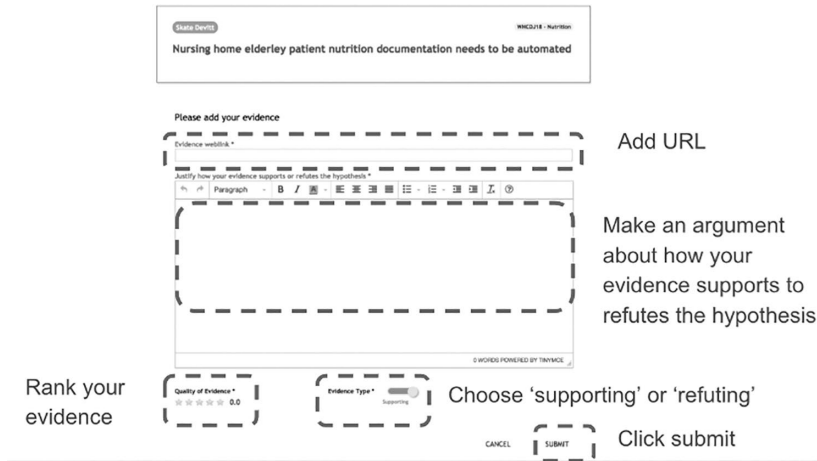 Skate Devitt
WHCDJ18 - Nutrition
Nursing home elderley patient nutrition documentation needs to be automated
Please add your evidence
Evidence weblink *
Add URL
Justify how your evidence supports or refutes the hypothesis *
Paragraph
B I A
Make an argument
about how your
evidence supports to
refutes the hypothesis
0 WORDS POWERED BY TINYMCE
Rank your
evidence
Quality of Evidence *
0.0
Evidence Type *
Supporting
Choose ‘supporting’ or ‘refuting’
CANCEL
SUBMIT
Click submit